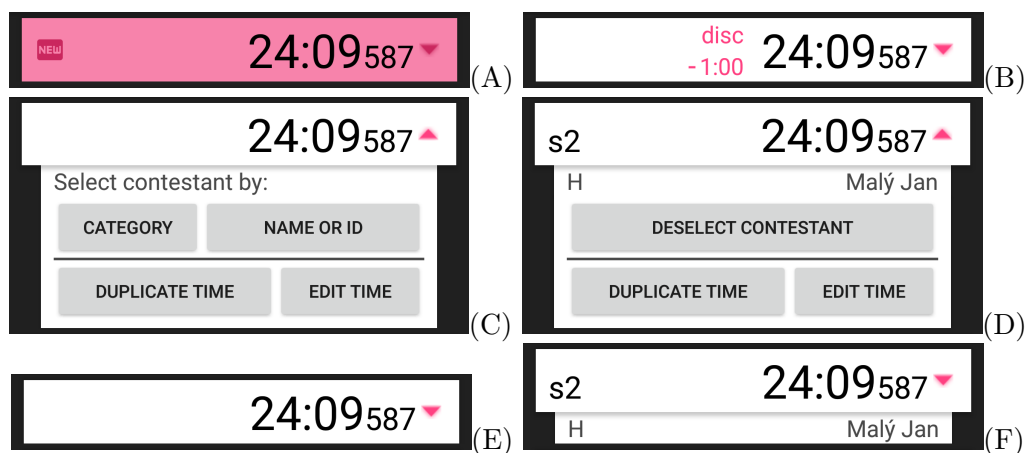 NEW 24:09587 (A)
disc
-1:00 24:09587 (B)
24:09587
Select contestant by:
CATEGORY NAME OR ID
DUPLICATE TIME EDIT TIME (C)
s2 24:09587
H Malý Jan
DESELECT CONTESTANT
DUPLICATE TIME EDIT TIME (D)
24:09587 (E)
s2 24:09587
H Malý Jan (F)